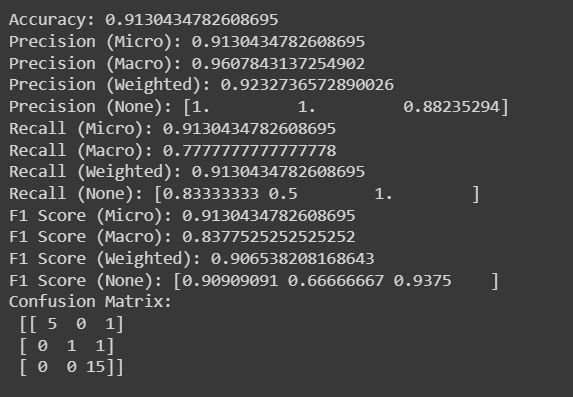 Accuracy: 0.9130434782608695
Precision (Micro): 0.9130434782608695
Precision (Macro): 0.9607843137254902
Precision (Weighted): 0.9232736572890026
Precision (None): [1.         1.         0.88235294]
Recall (Micro): 0.9130434782608695
Recall (Macro): 0.7777777777777778
Recall (Weighted): 0.9130434782608695
Recall (None): [0.83333333 0.5        1.        ]
F1 Score (Micro): 0.9130434782608695
F1 Score (Macro): 0.8377525252525252
F1 Score (Weighted): 0.906538208168643
F1 Score (None): [0.90909091 0.66666667 0.9375    ]
Confusion Matrix:
 [[ 5  0  1]
 [ 0  1  1]
 [ 0  0 15]]